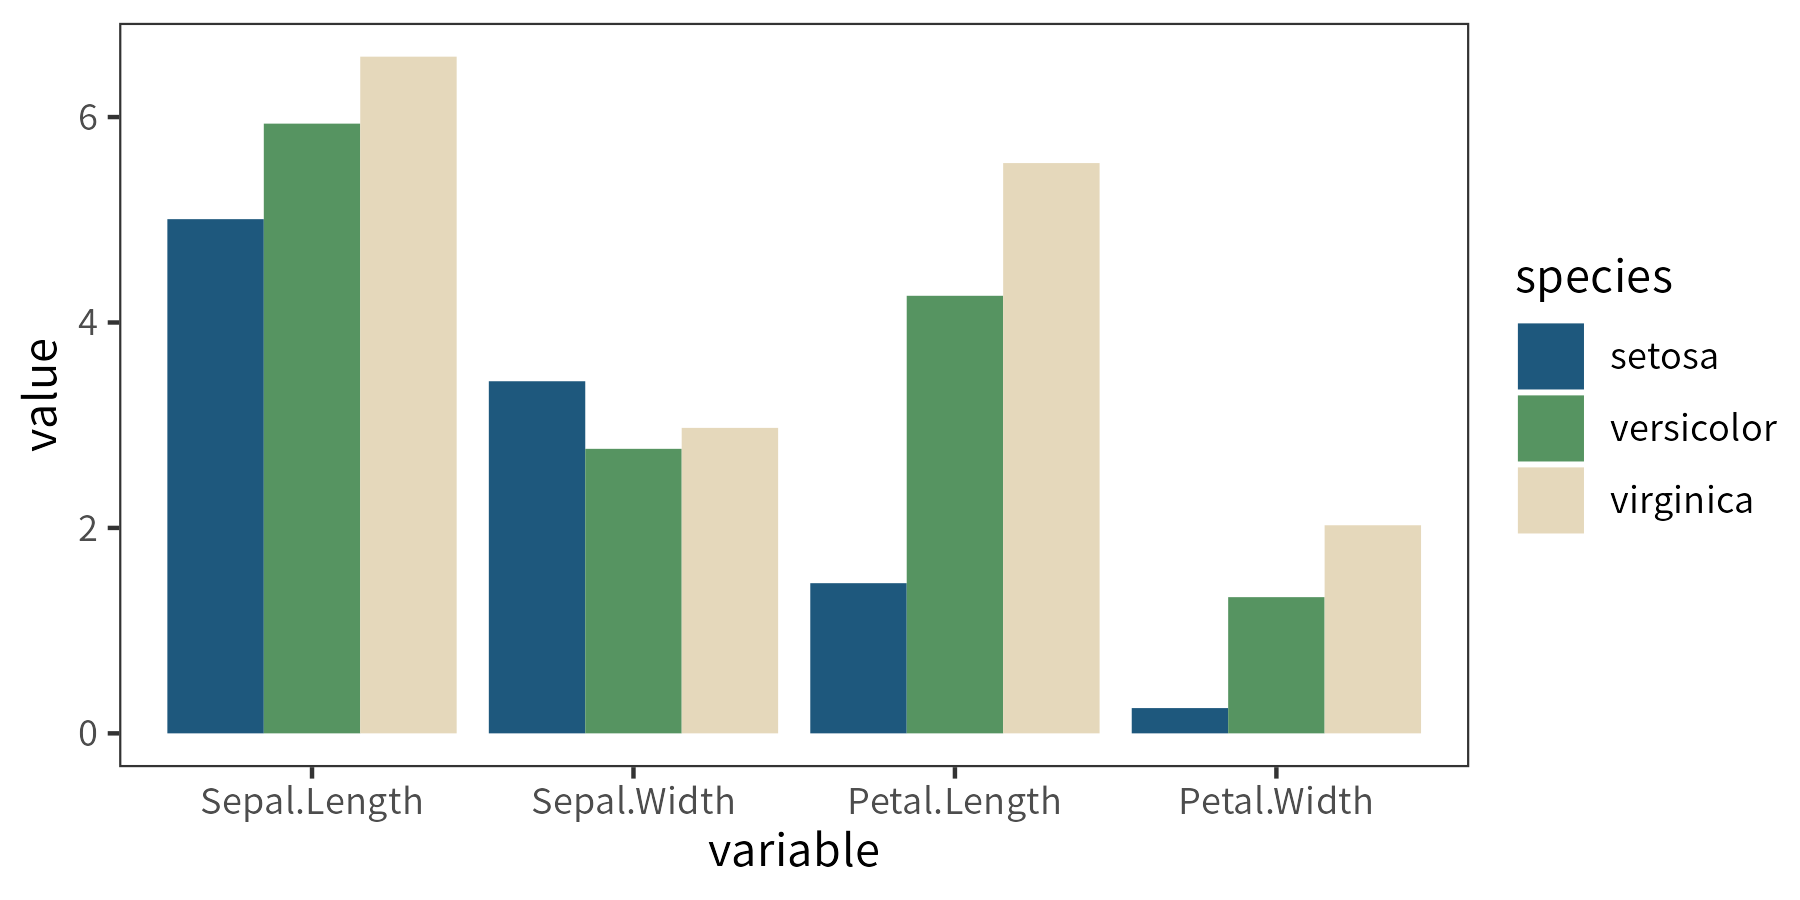 value
6
4
2
0
Sepal.Length Sepal.Width Petal.Length Petal.Width
variable
species
setosa
versicolor
virginica